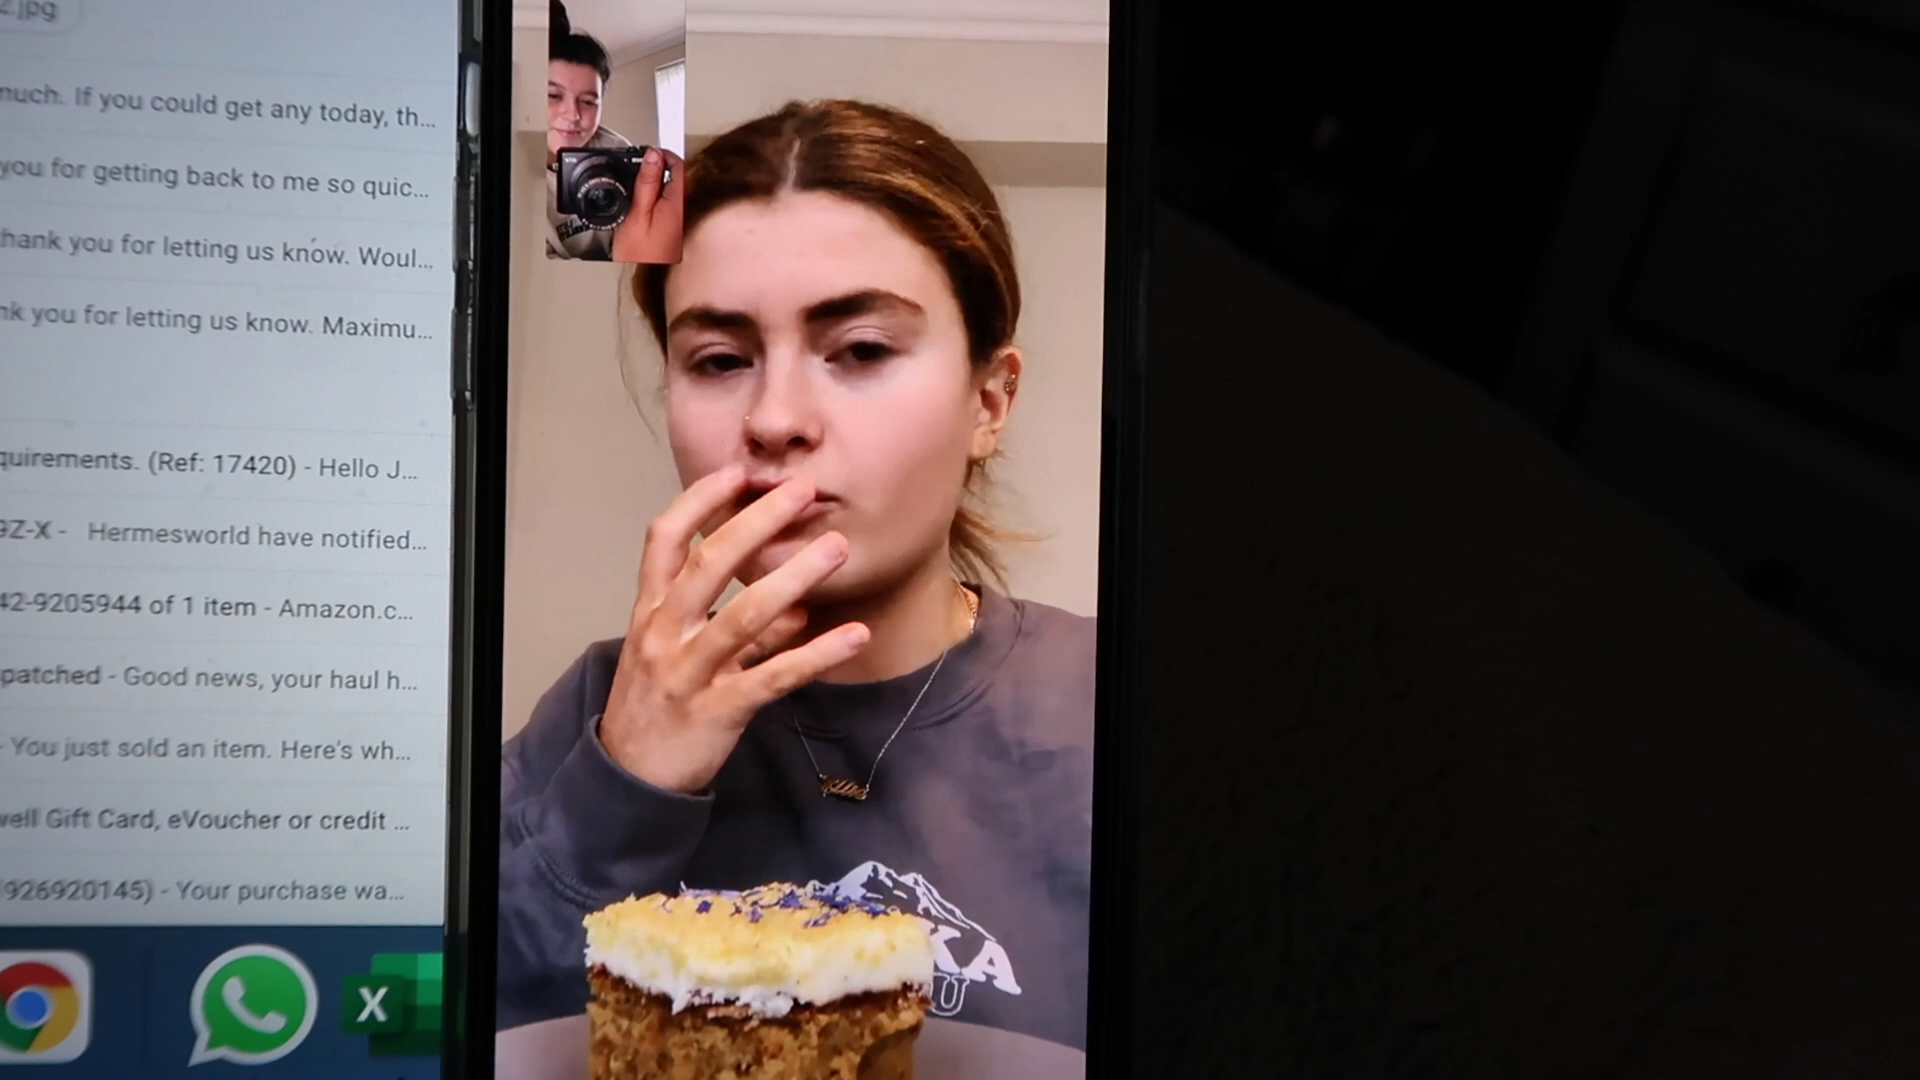 2.jpg
much. If you could get any today, th...
you for getting back to me so quic...
hank you for letting us know. Woul...
nk you for letting us know. Maximu...
quirements. (Ref: 17420) - Hello J...
9Z-X - Hermesworld have notified...
42-9205944 of 1 item - Amazon.c...
patched - Good news, your haul h...
- You just sold an item. Here's wh...
well Gift Card, eVoucher or credit ...
926920145) - Your purchase wa...
X
KA
U